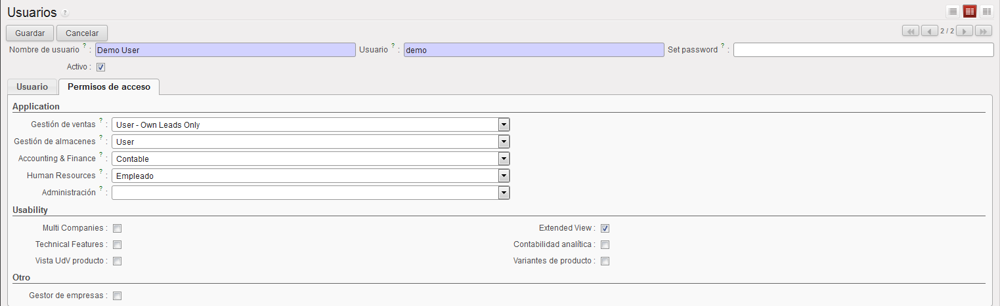 Usuarios ?
Guardar Cancelar
2 / 2
Nombre de usuario ? : Demo User Usuario ? : demo Set password ? :
Activo :
Usuario Permisos de acceso
Application
Gestión de ventas ? : User - Own Leads Only
Gestión de almacenes ? : User
Accounting & Finance ? : Contable
Human Resources ? : Empleado
Administración ? :
Usability
Multi Companies : Extended View :
Technical Features : Contabilidad analítica :
Vista UdV producto : Variantes de producto :
Otro
Gestor de empresas :